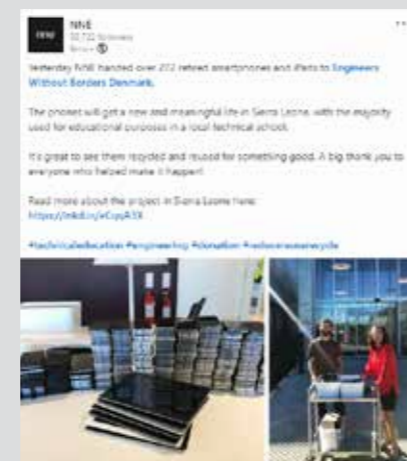 NNE
NNE
Yesterday NNE handed over 272 retired smartphones and iPads to Engineers
Without Borders Denmark.
The phones will get a new and meaningful life in Sierra Leone, with the majority
used for educational purposes in a local technical school.
It's great to see them recycled and reused for something good. A big thank you to
everyone who helped make it happen!
Read more about the project in Sierra Leone here:
#technicaleducation #engineering #donation #reducereuserecycle